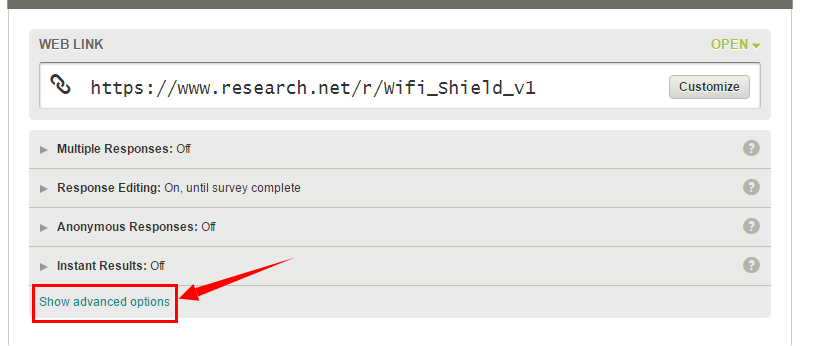 WEB LINK
OPEN
https://www.research.net/r/Wifi_Shield_v1
Customize
Multiple Responses: Off
?
Response Editing: On, until survey complete
?
Anonymous Responses: Off
?
Instant Results: Off
?
Show advanced options